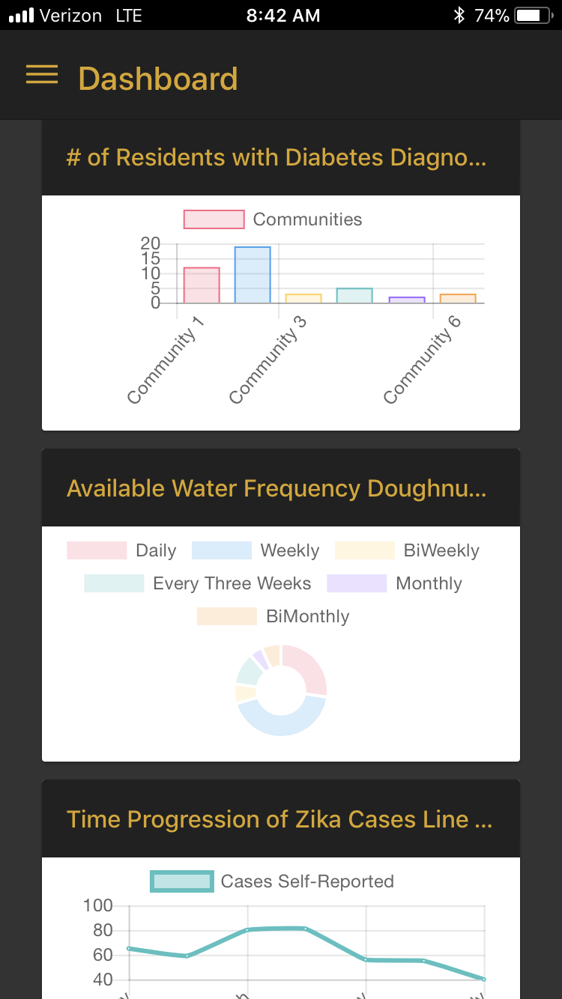 Verizon LTE 8:42 AM 74%
Dashboard
# of Residents with Diabetes Diagno...
Communities
20
15
10
5
0
Community 1
Community 3
Community 6
Available Water Frequency Doughnu...
Daily Weekly BiWeekly
Every Three Weeks Monthly
BiMonthly
Time Progression of Zika Cases Line ...
Cases Self-Reported
100
80
60
40